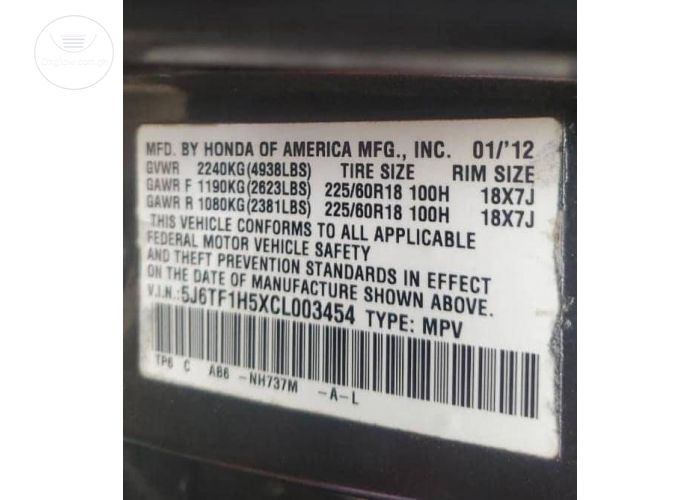 MFD. BY HONDA OF AMERICA MFG., INC. 01/'12
GVWR 2240KG(4938LBS) TIRE SIZE RIM SIZE
GAWR F 1190KG(2623LBS) 225/60R18 100H 18X7J
GAWR R 1080KG(2381LBS) 225/60R18 100H 18X7J
THIS VEHICLE CONFORMS TO ALL APPLICABLE
FEDERAL MOTOR VEHICLE SAFETY
AND THEFT PREVENTION STANDARDS IN EFFECT
ON THE DATE OF MANUFACTURE SHOWN ABOVE.
V.I.N.:5J6TF1H5XCL003454 TYPE: MPV
TP6 C AB6 -NH737M -A-L